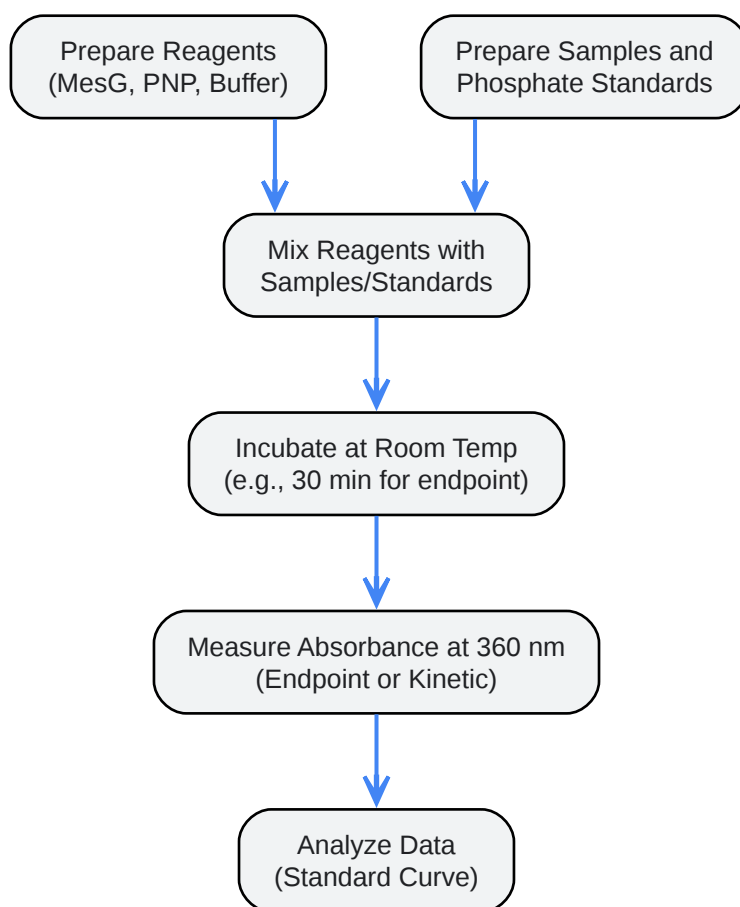 Prepare Reagents
(MesG, PNP, Buffer)
Prepare Samples and
Phosphate Standards
Mix Reagents with
Samples/Standards
Incubate at Room Temp
(e.g., 30 min for endpoint)
Measure Absorbance at 360 nm
(Endpoint or Kinetic)
Analyze Data
(Standard Curve)